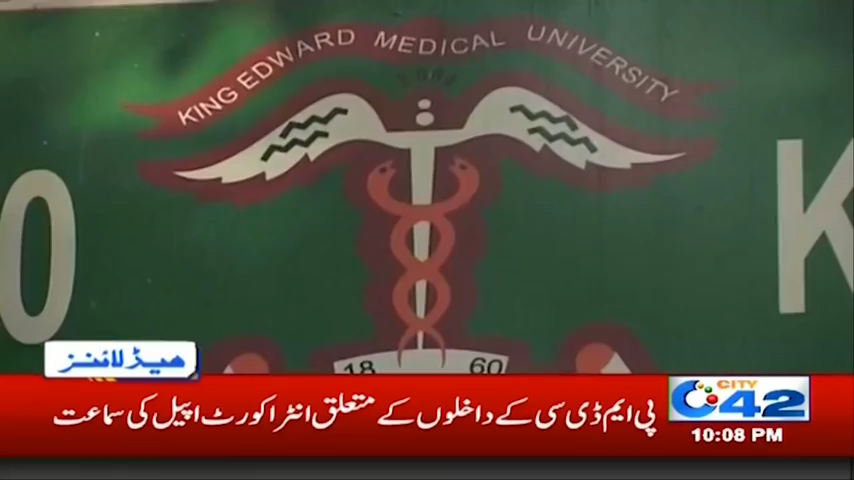 KING EDWARD MEDICAL UNIVERSITY
O
K
18 60
ہیڈلائنز
پی ایم ڈی سی کے داخلوں کے متعلق انٹرا کورٹ اپیل کی سماعت
CITY
42
10:08 PM